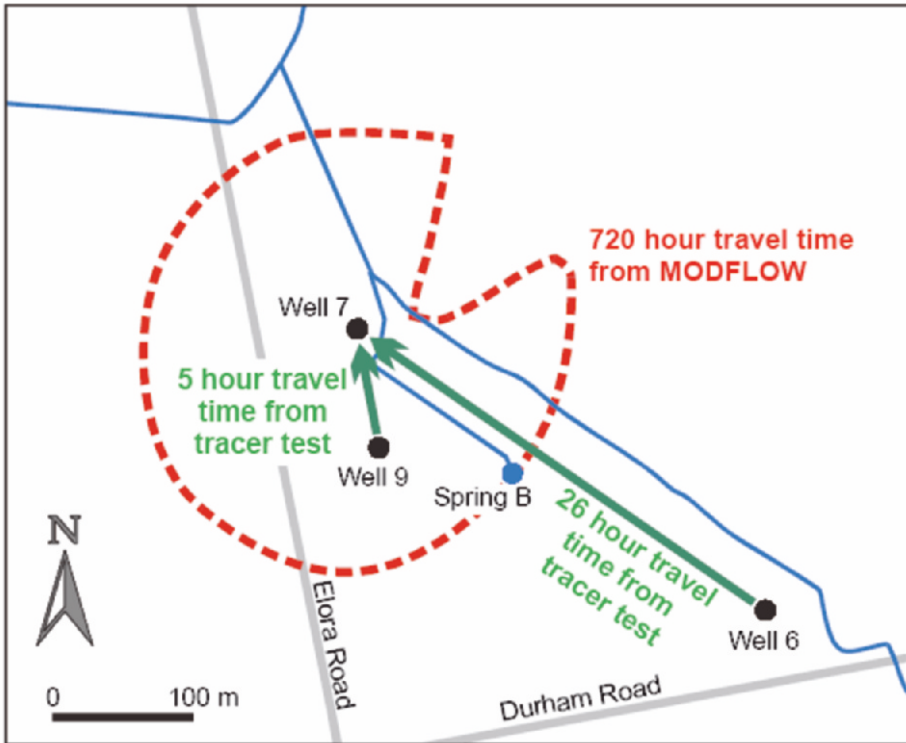 720 hour travel time
from MODFLOW
Well 7
5 hour travel
time from
tracer test
Well 9
Spring B
26 hour travel
time from
tracer test
N
Elora Road
Well 6
0 100 m
Durham Road